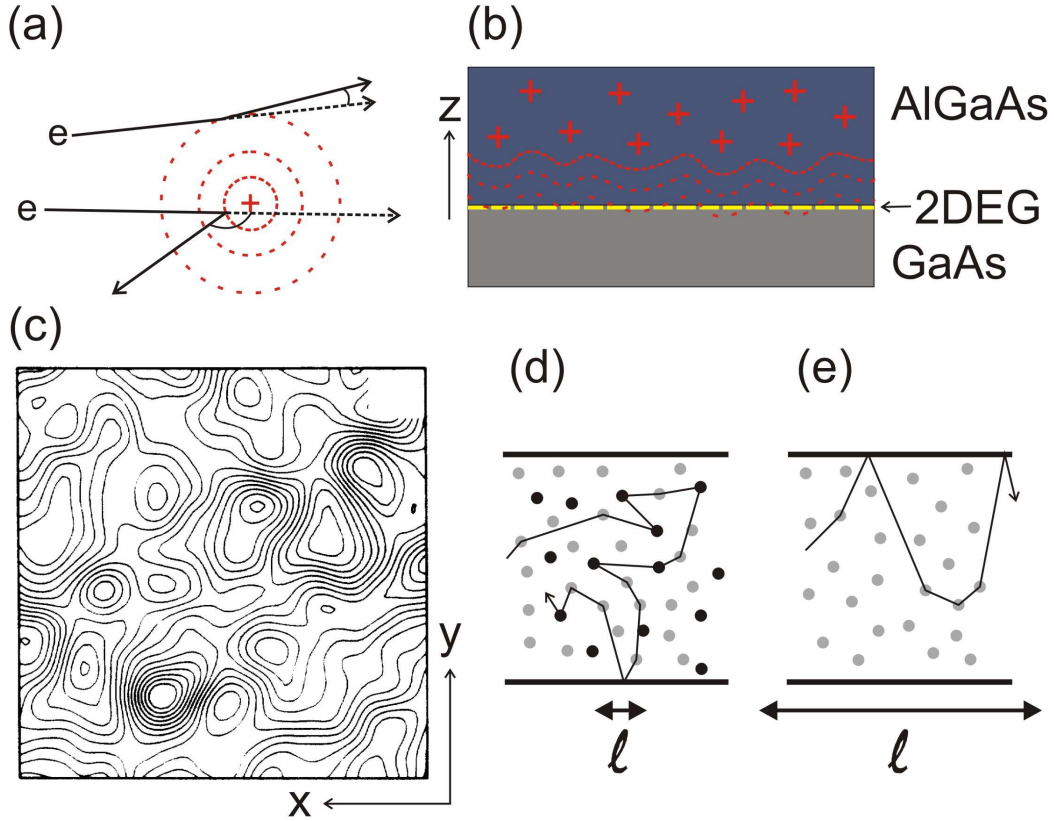 (a)
e
e
+
(b)
z
+ + + + +
+ + + + +
AlGaAs
2DEG
GaAs
(c)
y
x
(d)
ℓ
(e)
ℓ